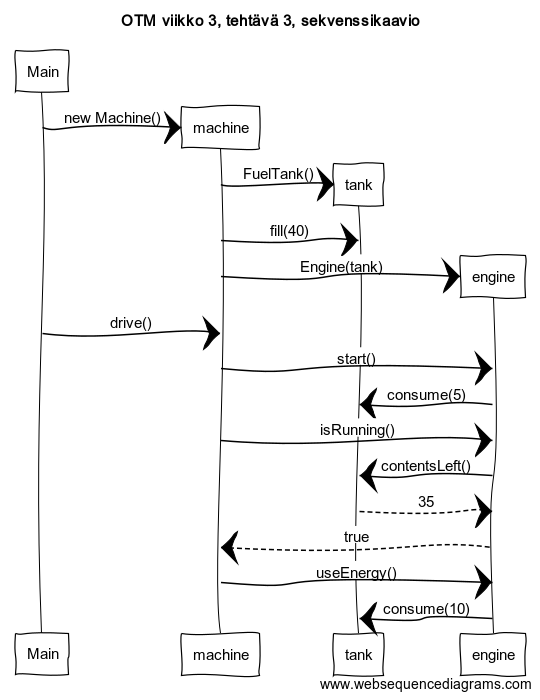 OTM viikko 3, tehtävä 3, sekvenssikaavio
Main
new Machine()
machine
FuelTank()
tank
fill(40)
Engine(tank)
engine
drive()
start()
consume(5)
isRunning()
contentsLeft()
35
true
useEnergy()
consume(10)
Main machine tank engine
www.websequencediagrams.com